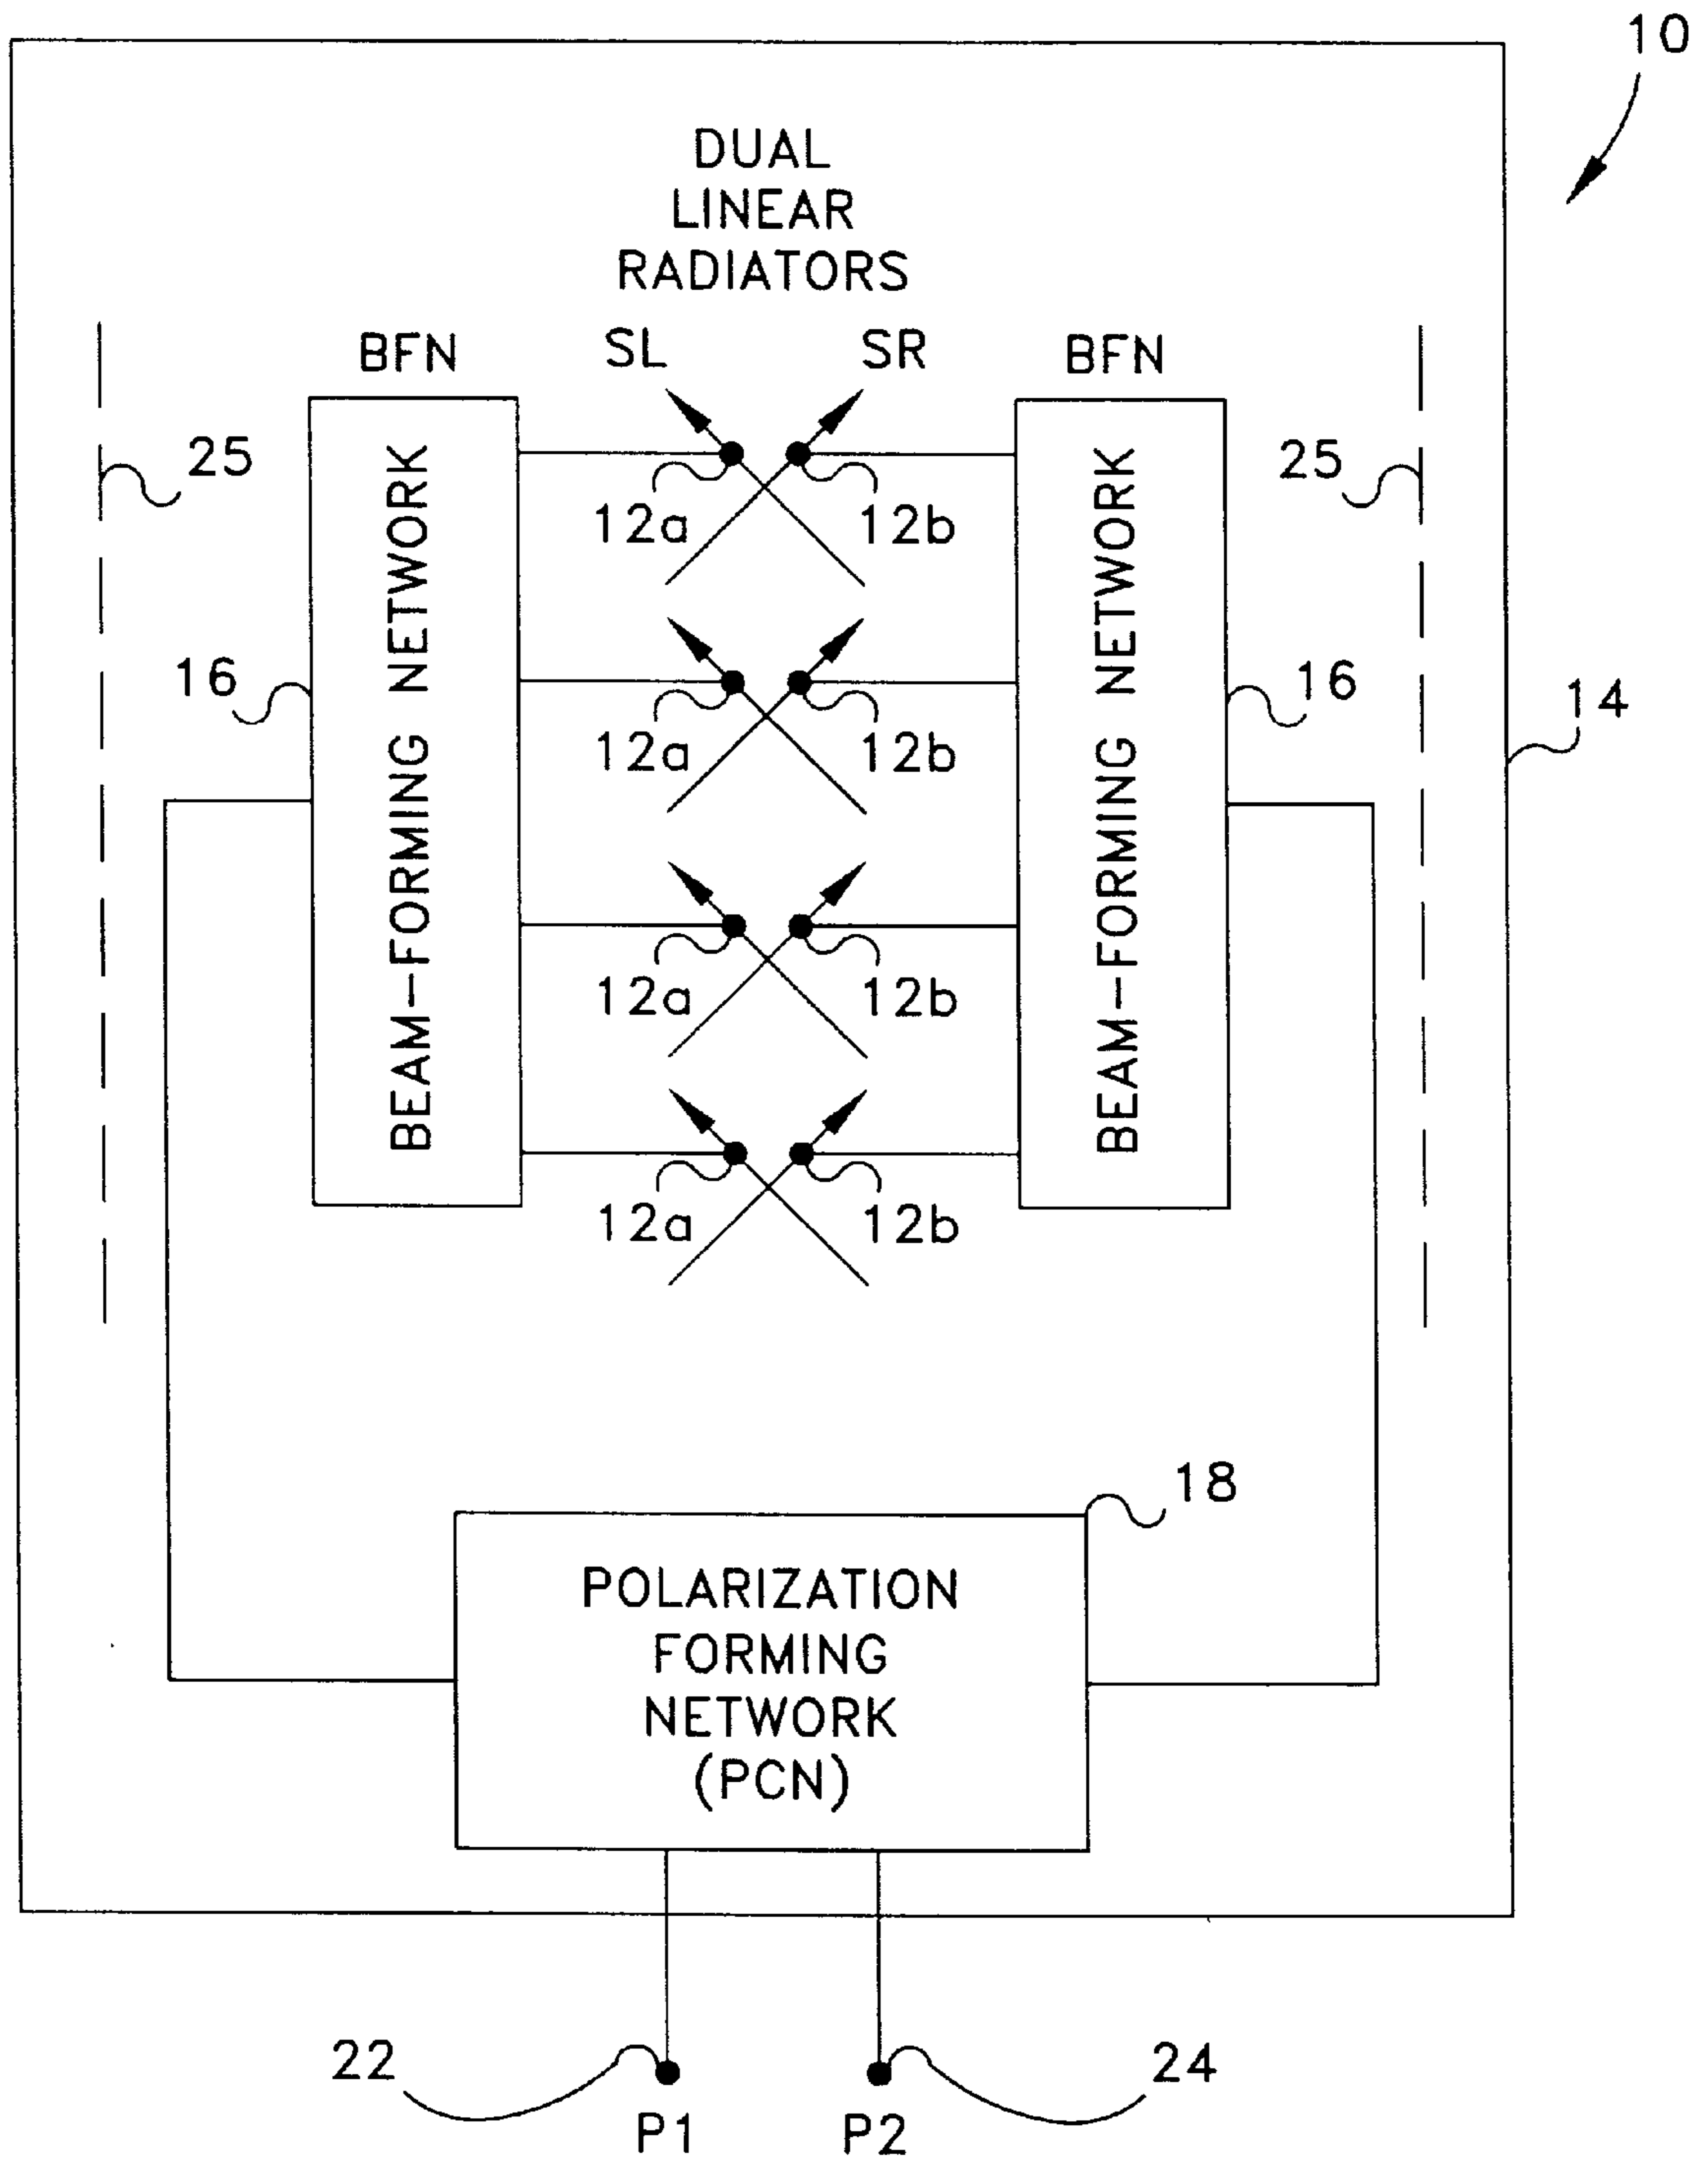 10
DUAL
LINEAR
RADIATORS
BFN
SL
SR
BFN
25
25
12a
12b
BEAM-FORMING NETWORK
BEAM-FORMING NETWORK
16
16
14
12a
12b
12a
12b
12a
12b
18
POLARIZATION
FORMING
NETWORK
(PCN)
22
24
P1
P2